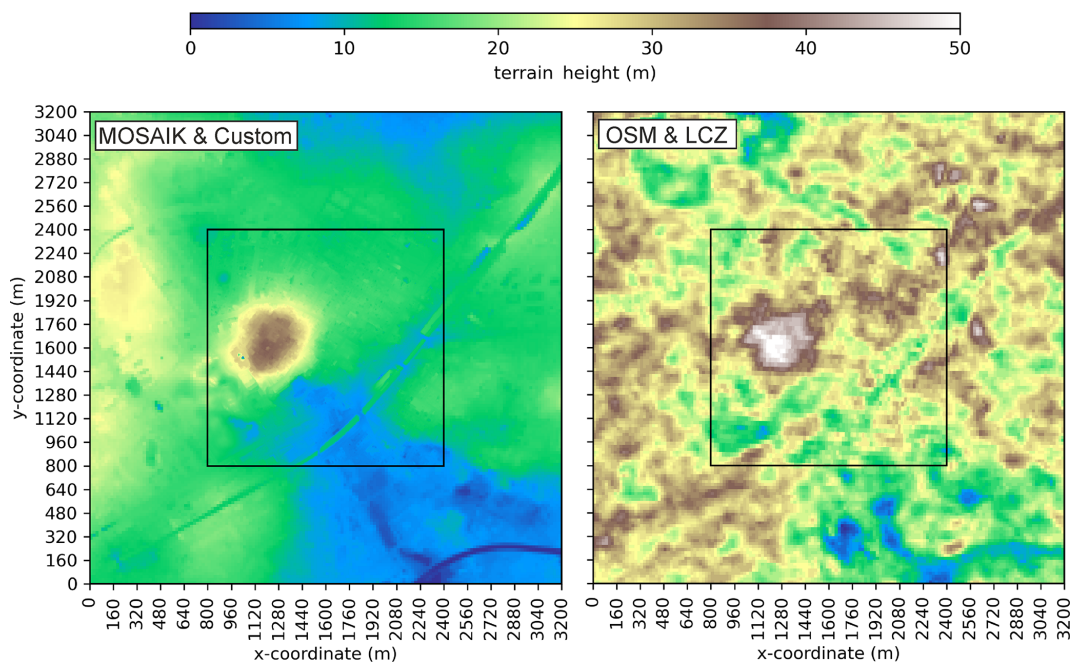 0 10 20 30 40 50
terrain height (m)
MOSAIK & Custom
OSM & LCZ
3200
3040
2880
2720
2560
2400
2240
2080
1920
1760
1600
1440
1280
1120
960
800
640
480
320
160
0
y-coordinate (m)
0 160 320 480 640 800 960 1120 1280 1440 1600 1760 1920 2080 2240 2400 2560 2720 2880 3040 3200
0 160 320 480 640 800 960 1120 1280 1440 1600 1760 1920 2080 2240 2400 2560 2720 2880 3040 3200
x-coordinate (m)
x-coordinate (m)